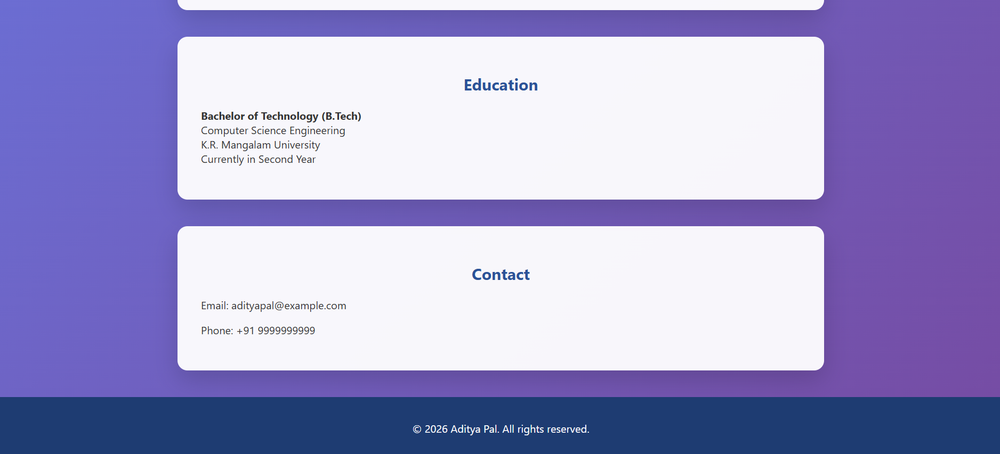 Education
Bachelor of Technology (B.Tech)
Computer Science Engineering
K.R. Mangalam University
Currently in Second Year
Contact
Email: adityapal@example.com
Phone: +91 9999999999
© 2026 Aditya Pal. All rights reserved.